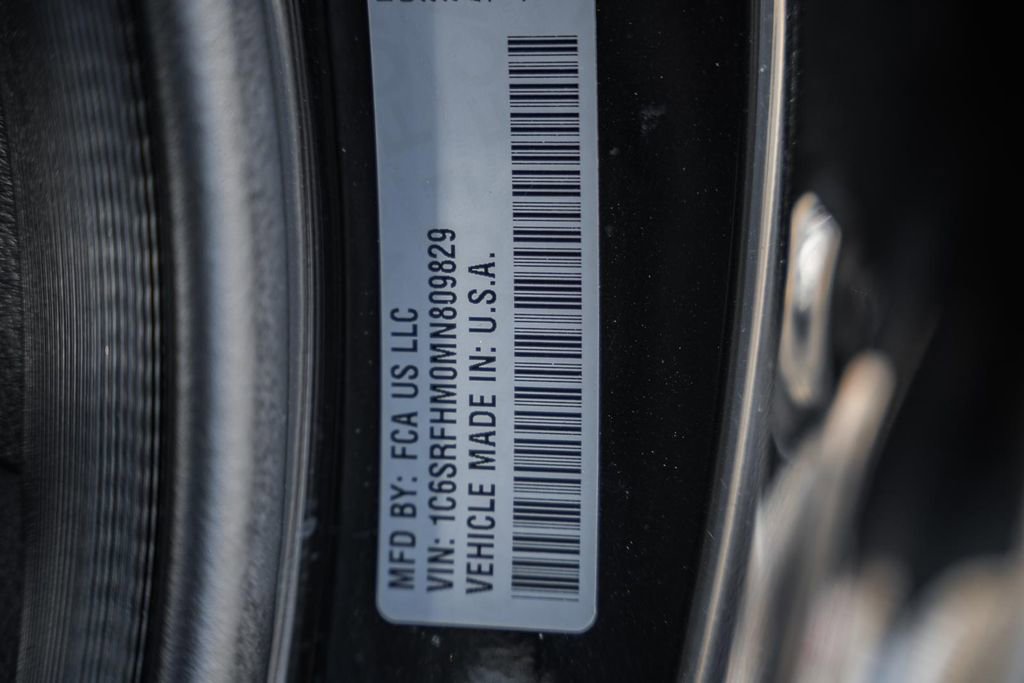 MFD BY: FCA US LLC
VIN: 1C6SRFHM0MN809829
VEHICLE MADE IN: U.S.A.